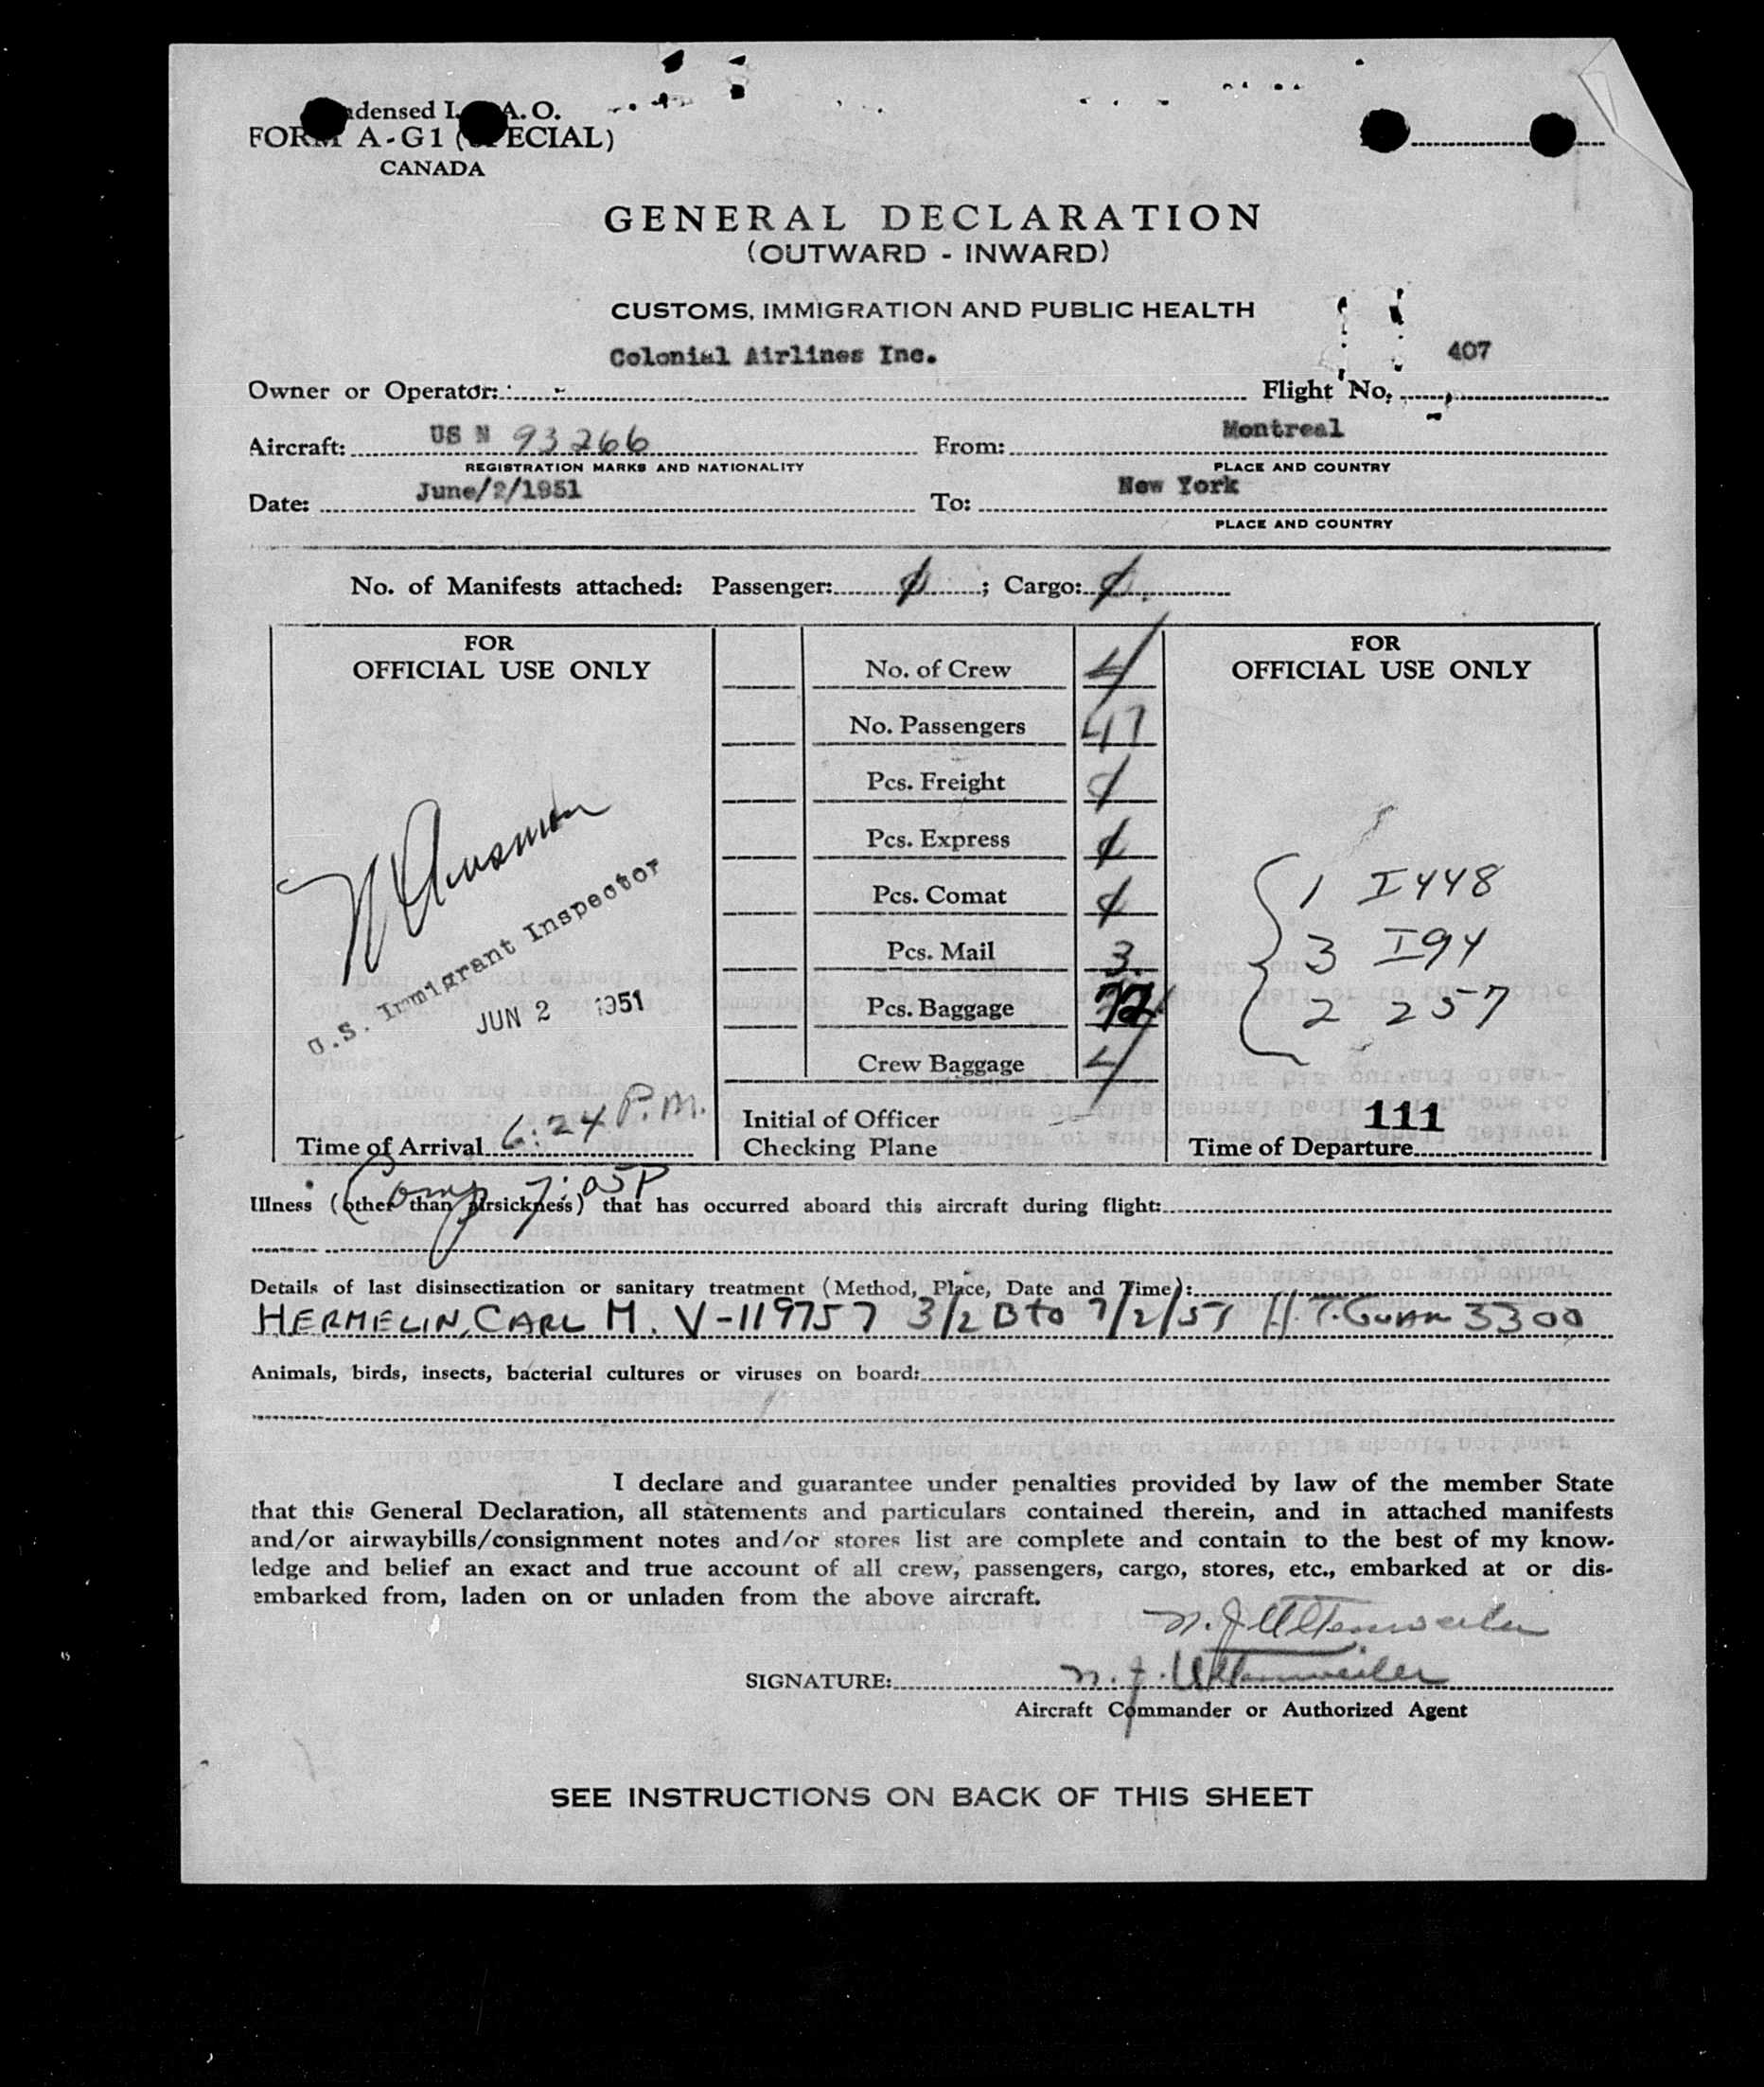 ndensed I. A. O.
FORM A-G1 ( ECIAL)
CANADA
GENERAL DECLARATION
(OUTWARD - INWARD)
CUSTOMS, IMMIGRATION AND PUBLIC HEALTH
Colonial Airlines Inc. 407
Owner or Operator: Flight No.
Aircraft: US N 93266 From: Montreal
REGISTRATION MARKS AND NATIONALITY PLACE AND COUNTRY
Date: June/2/1951 To: New York
PLACE AND COUNTRY
No. of Manifests attached: Passenger: ; Cargo:
FOR
OFFICIAL USE ONLY
U.S. Immigrant Inspector
JUN 2 1951
Time of Arrival 6:24 P.M.
No. of Crew 4
No. Passengers 47
Pcs. Freight
Pcs. Express
Pcs. Comat
Pcs. Mail 3.
Pcs. Baggage 72
Crew Baggage 4
Initial of Officer
Checking Plane
FOR
OFFICIAL USE ONLY
1 I448
3 I94
2 257
111
Time of Departure
Comp 7:05P
Illness (other than airsickness) that has occurred aboard this aircraft during flight:
Details of last disinsectization or sanitary treatment (Method, Place, Date and Time):
HERMELIN, CARL M. V-119757 3/2 B to 7/2/51 3300
Animals, birds, insects, bacterial cultures or viruses on board:
I declare and guarantee under penalties provided by law of the member State
that this General Declaration, all statements and particulars contained therein, and in attached manifests
and/or airwaybills/consignment notes and/or stores list are complete and contain to the best of my know-
ledge and belief an exact and true account of all crew, passengers, cargo, stores, etc., embarked at or dis-
embarked from, laden on or unladen from the above aircraft.
SIGNATURE:
Aircraft Commander or Authorized Agent
SEE INSTRUCTIONS ON BACK OF THIS SHEET